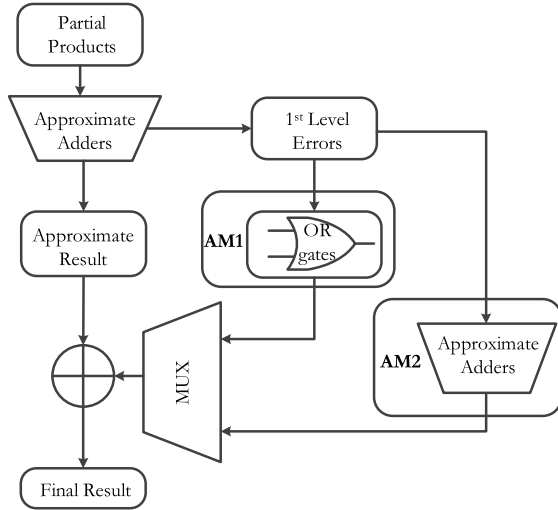 Partial
Products
Approximate
Adders
1st Level
Errors
Approximate
Result
AM1
OR
gates
AM2
Approximate
Adders
MUX
Final Result